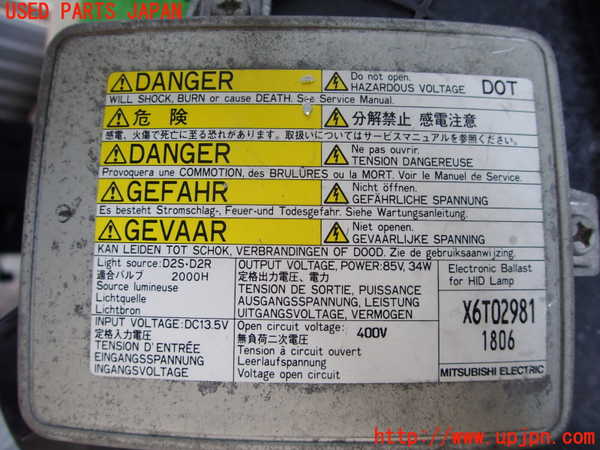 USED PARTS JAPAN
DANGER
Do not open.
HAZARDOUS VOLTAGE
DOT
WILL SHOCK, BURN or cause DEATH. See Service Manual.
危険
分解禁止 感電注意
感電、火傷で死亡に至る恐れがあります。取扱いについてはサービスマニュアルを参照ください。
DANGER
Ne pas ouvrir.
TENSION DANGEREUSE
Provoquera une COMMOTION, des BRULÛRES ou la MORT. Voir le Manuel de Service.
GEFAHR
Nicht öffnen.
GEFÄHRLICHE SPANNUNG
Es besteht Stromschlag-, Feuer-und Todesgefahr. Siehe Wartungsanleitung.
GEVAAR
Niet openen.
GEVAARLIJKE SPANNING
KAN LEIDEN TOT SCHOK, VERBRANDINGEN OF DOOD. Zie de gebruiksaanwijzing.
Light source: D2S・D2R
適合バルブ 2000H
Source lumineuse
Lichtquelle
Lichtbron
OUTPUT VOLTAGE, POWER: 85V, 34W
定格出力電圧、電力
TENSION DE SORTIE, PUISSANCE
AUSGANGSSPANNUNG, LEISTUNG
UITGANGSVOLTAGE, VERMOGEN
INPUT VOLTAGE: DC13.5V
定格入力電圧
TENSION D'ENTRÉE
EINGANGSSPANNUNG
INGANGSVOLTAGE
Open circuit voltage: 400V
無負荷二次電圧
Tension à circuit ouvert
Leerlaufspannung
Voltage open circuit
Electronic Ballast
for HID Lamp
X6T02981
1806
MITSUBISHI ELECTRIC
http://www.upjpn.com/